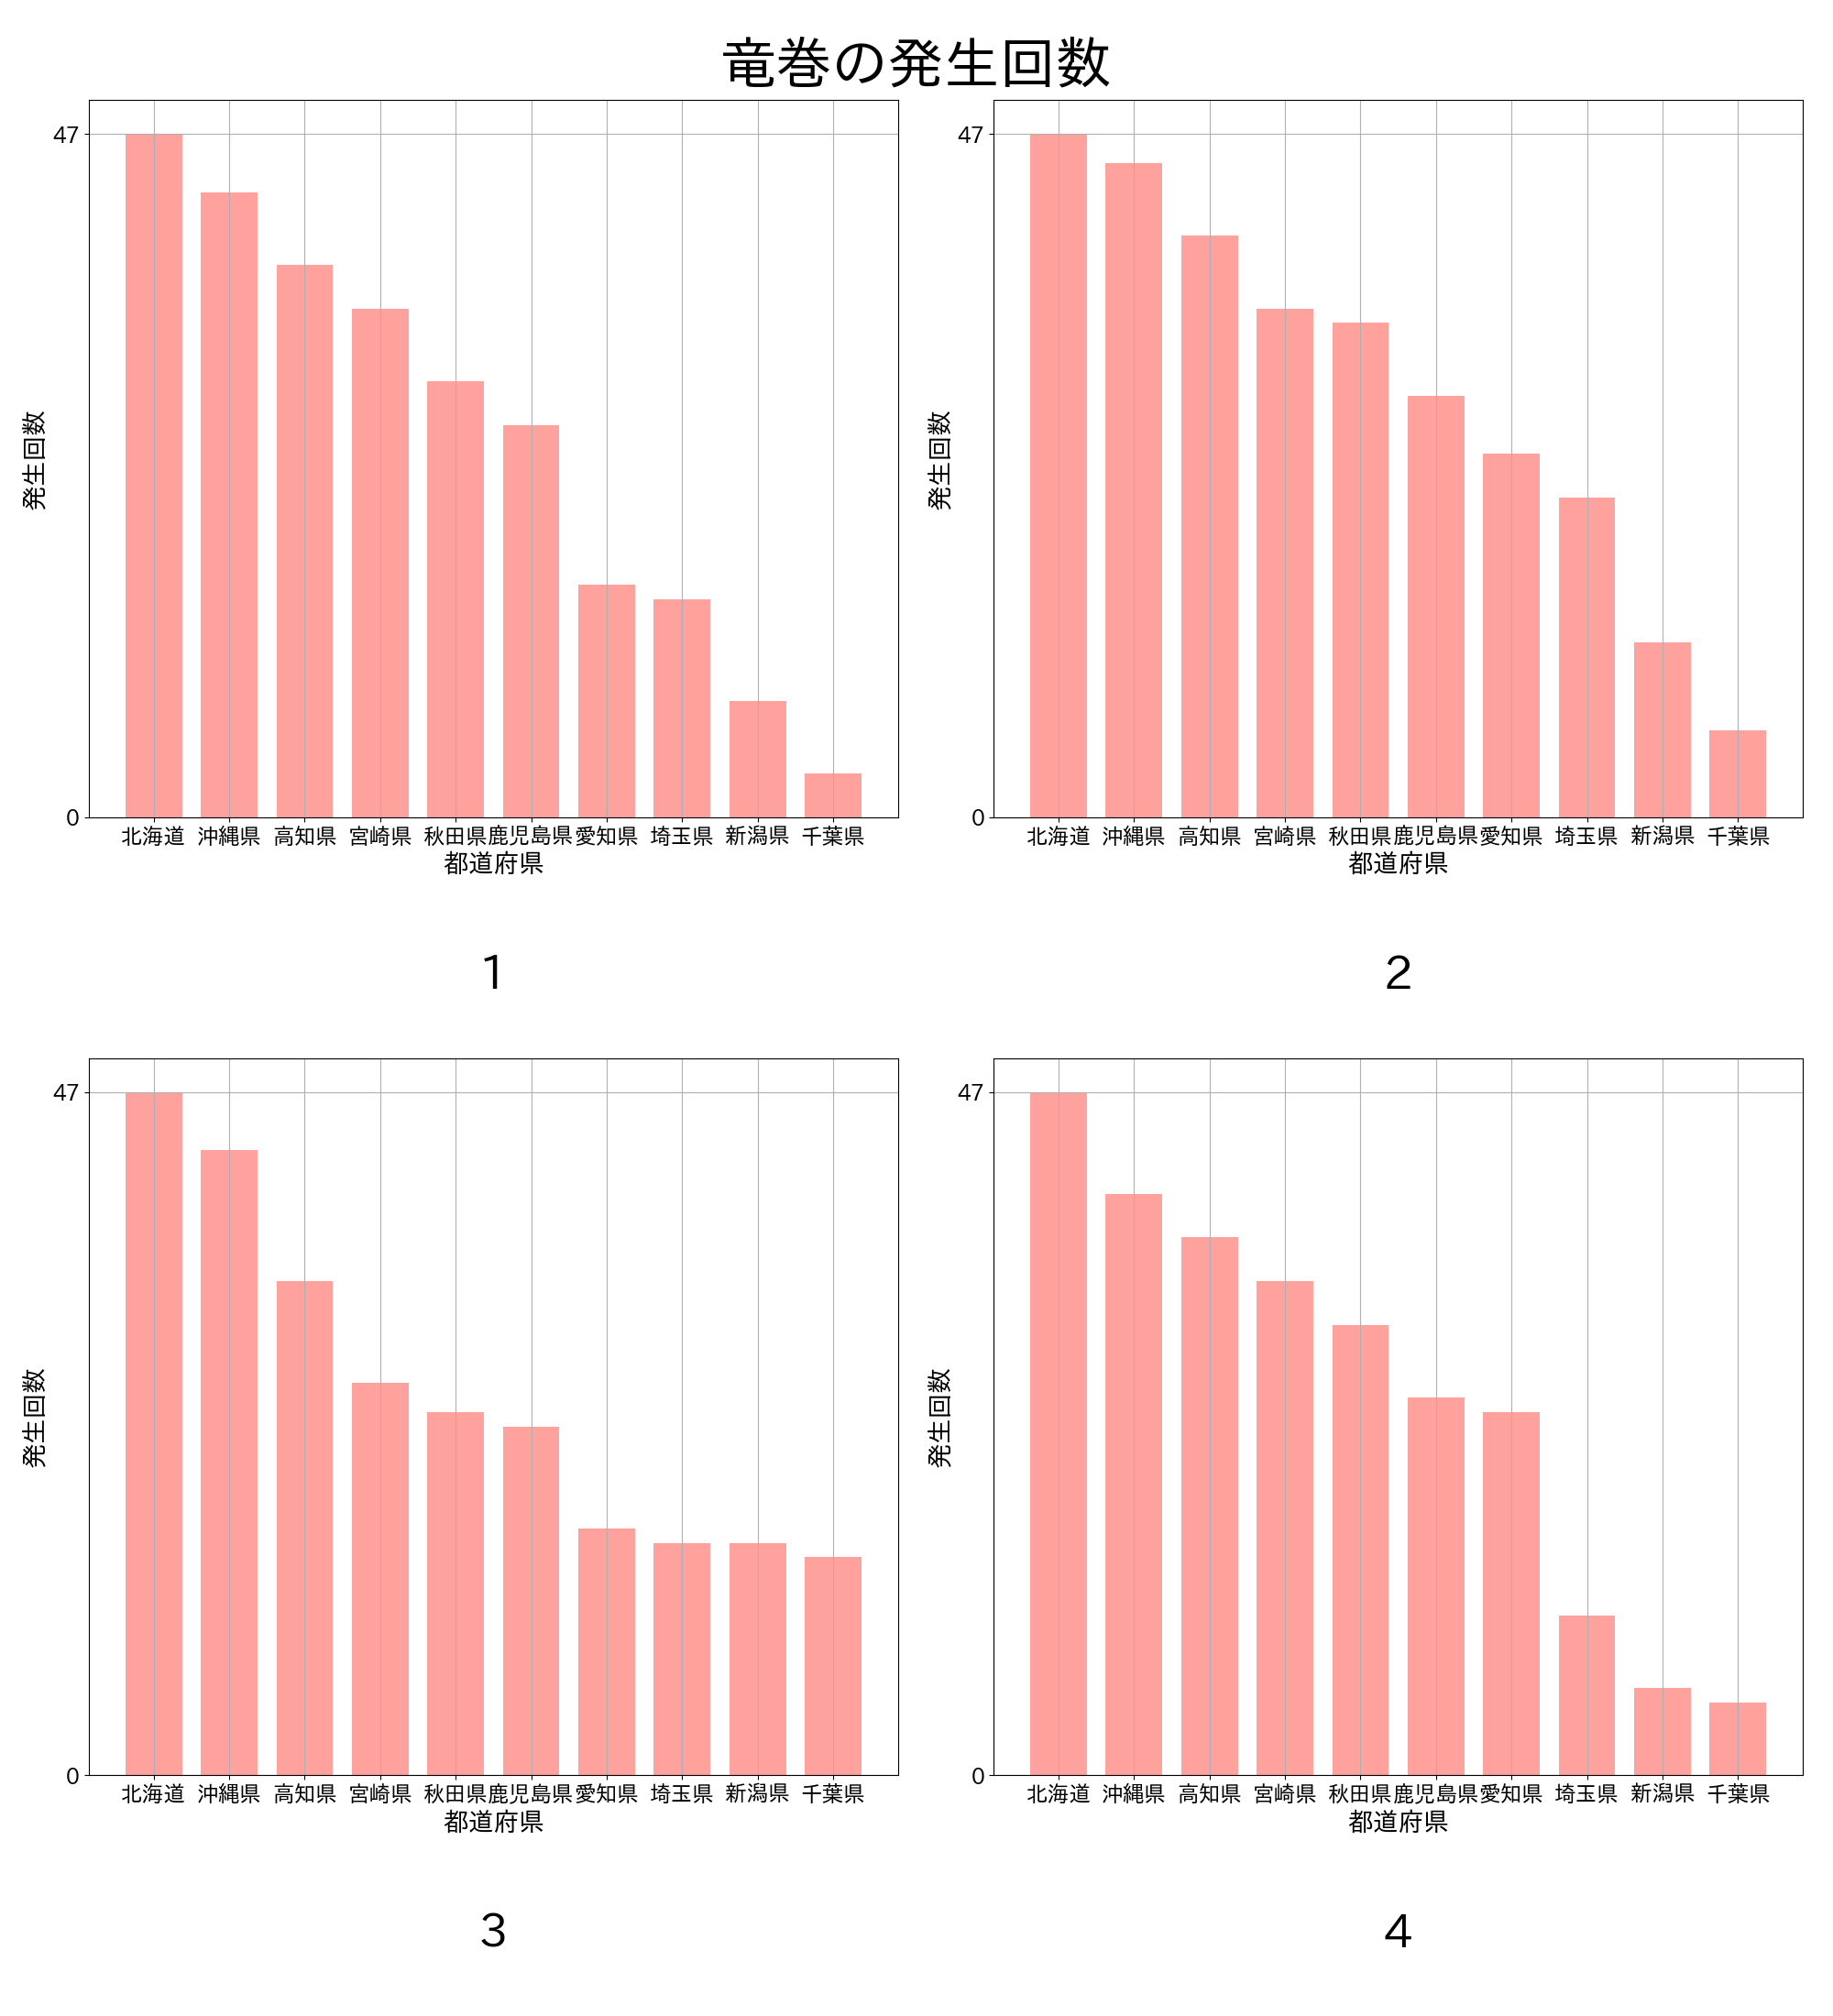 竜巻の発生回数
47
0
発生回数
北海道 沖縄県 高知県 宮崎県 秋田県 鹿児島県 愛知県 埼玉県 新潟県 千葉県
都道府県
1
47
0
発生回数
北海道 沖縄県 高知県 宮崎県 秋田県 鹿児島県 愛知県 埼玉県 新潟県 千葉県
都道府県
2
47
0
発生回数
北海道 沖縄県 高知県 宮崎県 秋田県 鹿児島県 愛知県 埼玉県 新潟県 千葉県
都道府県
3
47
0
発生回数
北海道 沖縄県 高知県 宮崎県 秋田県 鹿児島県 愛知県 埼玉県 新潟県 千葉県
都道府県
4